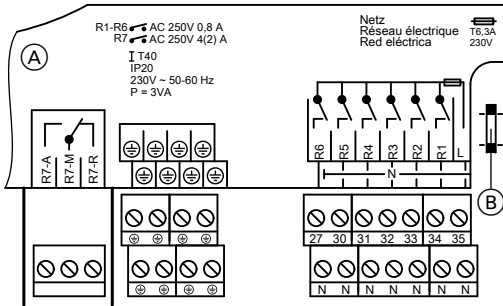 R1-R6 AC 250V 0,8 A
R7 AC 250V 4(2) A
T40
IP20
230V ~ 50-60 Hz
P = 3VA
Netz
Réseau électrique
Red eléctrica
T6,3A
230V
A
R7-A
R7-M
R7-R
R6
R5
R4
R3
R2
R1
L
N
B
27 30 31 32 33 34 35
N N N N N N N